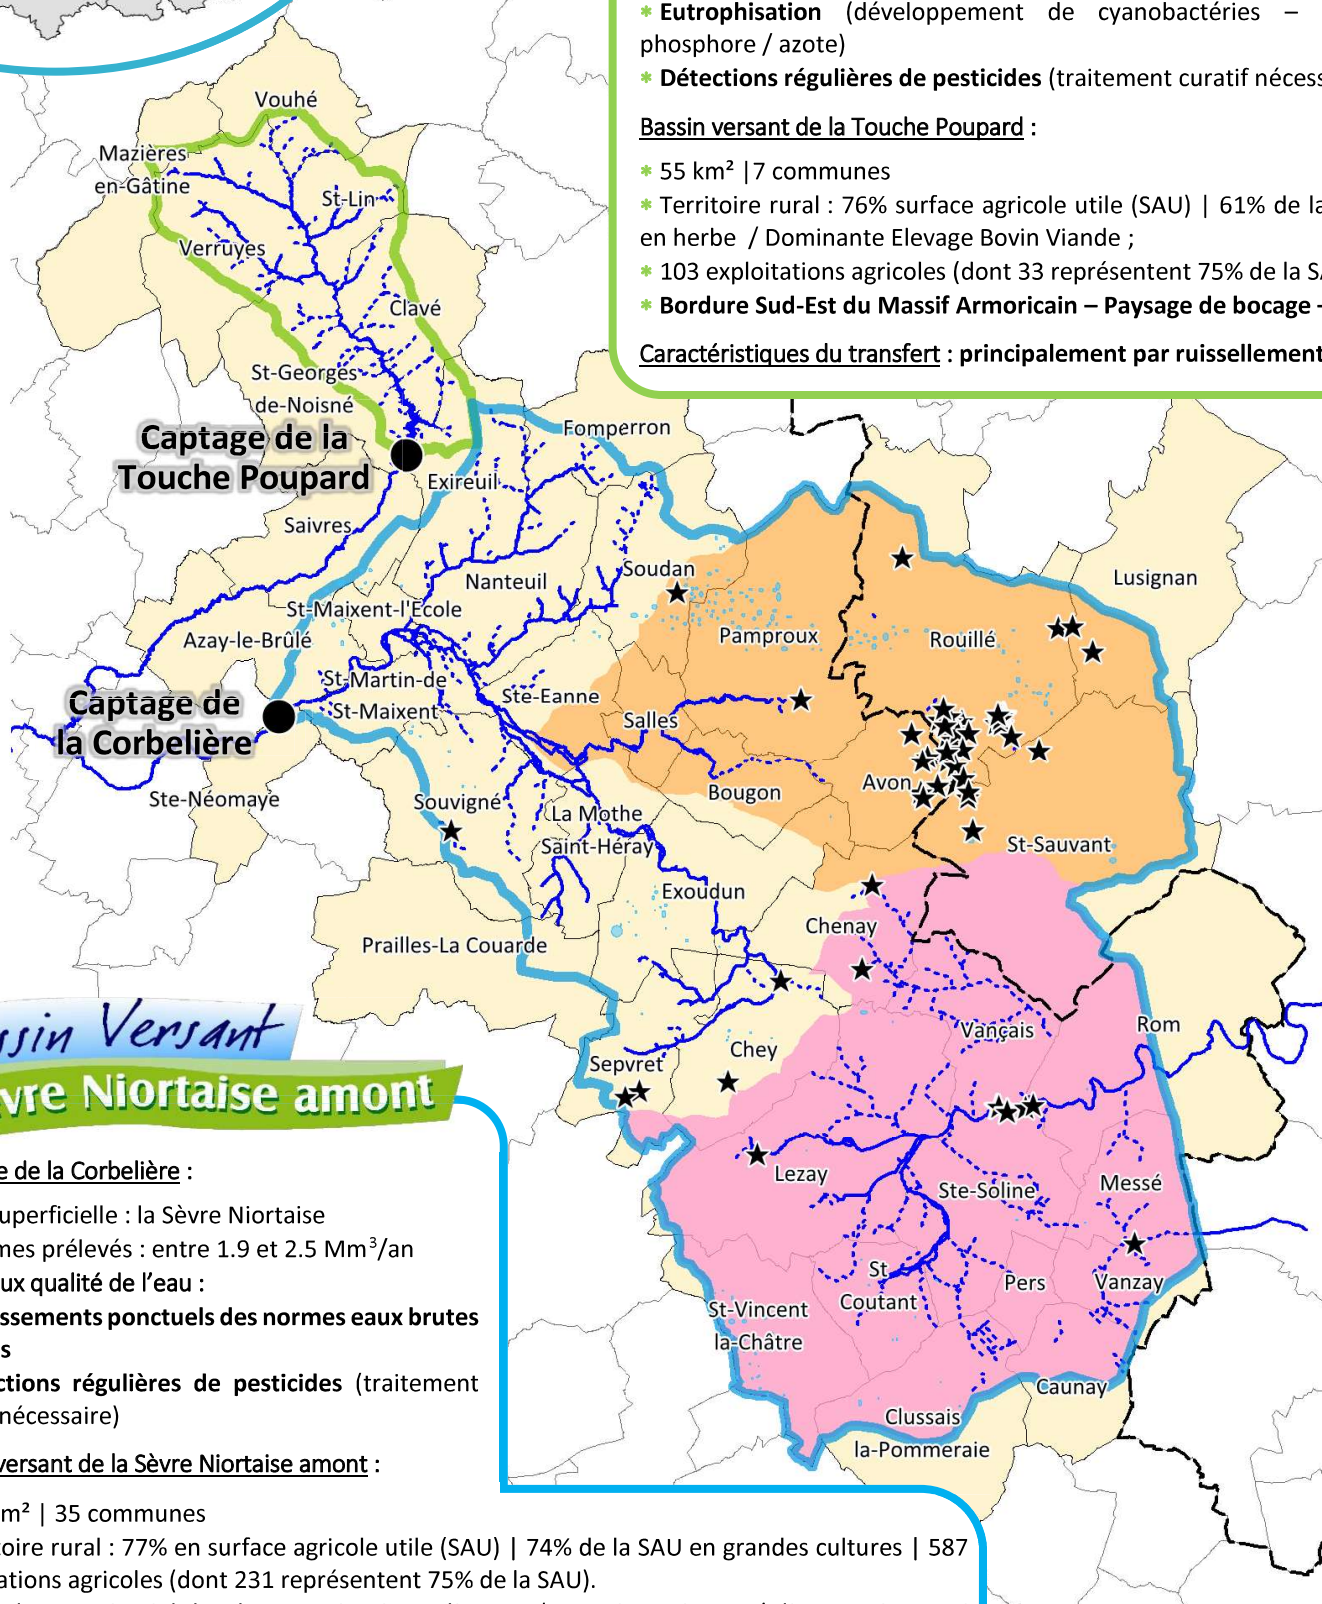 * Eutrophisation (développement de cyanobactéries –
phosphore / azote)
* Détections régulières de pesticides (traitement curatif nécess
Bassin versant de la Touche Poupard :
* 55 km² |7 communes
* Territoire rural : 76% surface agricole utile (SAU) | 61% de la
en herbe / Dominante Elevage Bovin Viande ;
* 103 exploitations agricoles (dont 33 représentent 75% de la SA
* Bordure Sud-Est du Massif Armoricain – Paysage de bocage -
Caractéristiques du transfert : principalement par ruissellement
Vouhé
Mazières
en-Gâtine
St-Lin
Verruyes
Clavé
St-Georges
de-Noisné
Captage de la
Touche Poupard
Fomperron
Exireuil
Saivres
Soudan
Nanteuil
Lusignan
St-Maixent-l'Ecole
Azay-le-Brûlé
Pamproux
Rouillé
St-Martin-de
St-Maixent
Ste-Eanne
Captage de
la Corbelière
Salles
Avon
Bougon
Ste-Néomaye
Souvigné
La Mothe
Saint-Héray
St-Sauvant
Exoudun
Chenay
Prailles-La Couarde
Vançais
Rom
Chey
Sepvret
Lezay
Ste-Soline
Messé
St
Coutant
Pers
Vanzay
St-Vincent
la-Châtre
Caunay
Clussais
la-Pommeraie
ssin Versant
vre Niortaise amont
e de la Corbelière :
uperficielle : la Sèvre Niortaise
mes prélevés : entre 1.9 et 2.5 Mm³/an
ux qualité de l’eau :
ssements ponctuels des normes eaux brutes
s
ctions régulières de pesticides (traitement
nécessaire)
versant de la Sèvre Niortaise amont :
m² | 35 communes
oire rural : 77% en surface agricole utile (SAU) | 74% de la SAU en grandes cultures | 587
ations agricoles (dont 231 représentent 75% de la SAU).